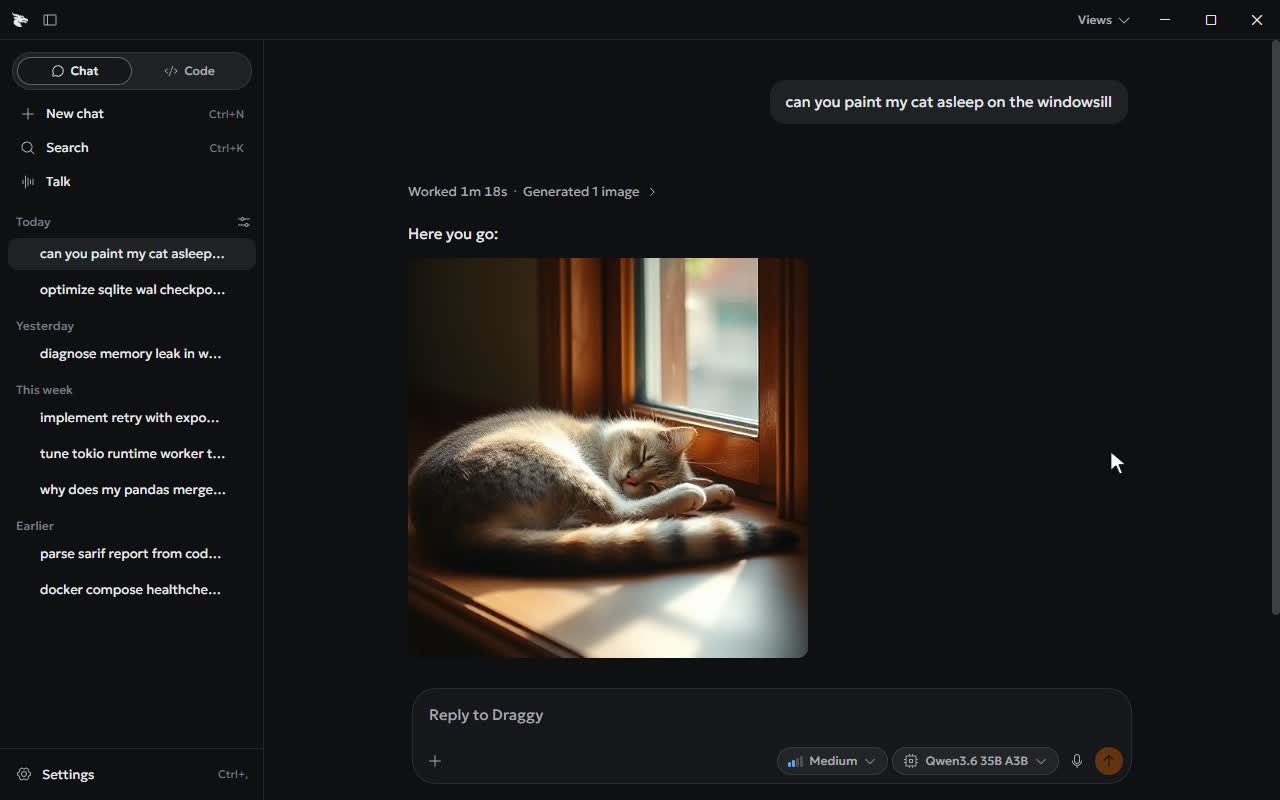 Views
Chat
Code
New chat Ctrl+N
Search Ctrl+K
Talk
Today
can you paint my cat asleep...
optimize sqlite wal checkpo...
Yesterday
diagnose memory leak in w...
This week
implement retry with expo...
tune tokio runtime worker t...
why does my pandas merge...
Earlier
parse sarif report from cod...
docker compose healthche...
Settings Ctrl+,
can you paint my cat asleep on the windowsill
Worked 1m 18s · Generated 1 image
Here you go:
Reply to Draggy
Medium
Qwen3.6 35B A3B